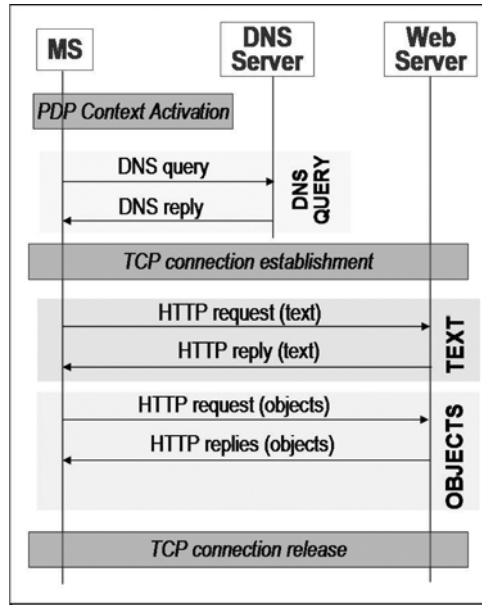 MS
DNS
Server
Web
Server
PDP Context Activation
DNS query
DNS reply
DNS
QUERY
TCP connection establishment
HTTP request (text)
HTTP reply (text)
TEXT
HTTP request (objects)
HTTP replies (objects)
OBJECTS
TCP connection release